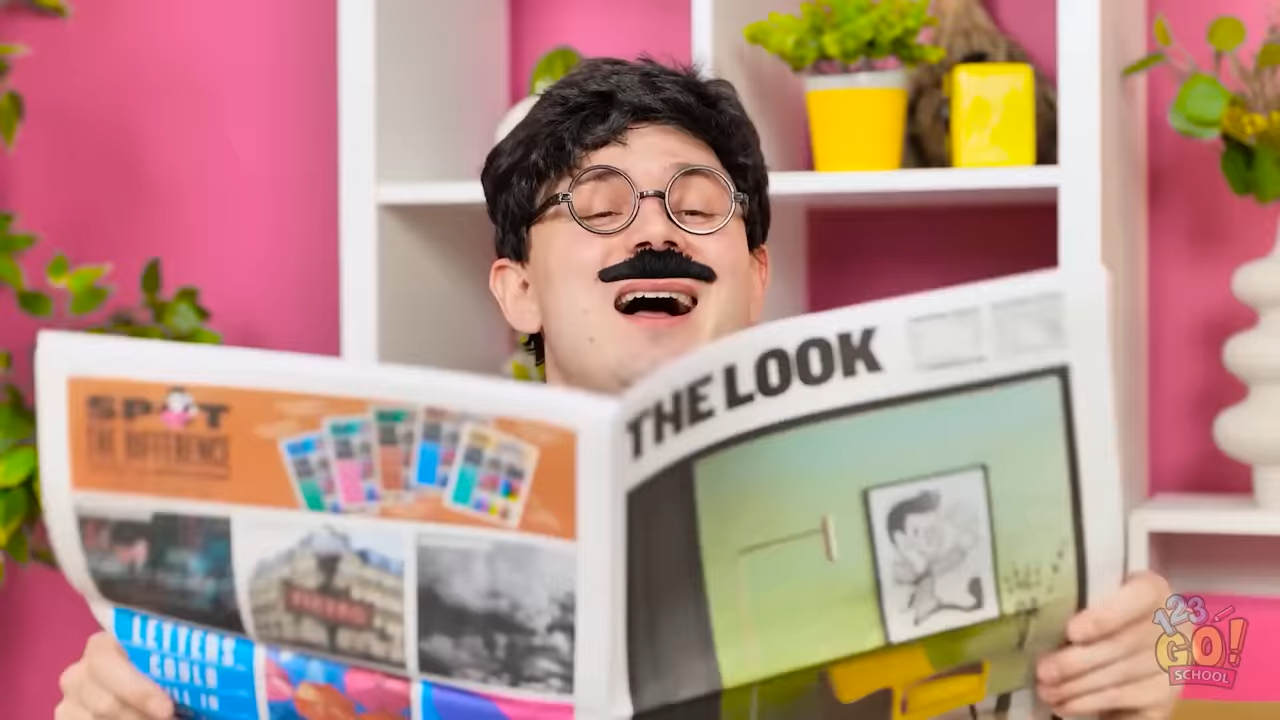 SPOT
THE DIFFERENCE
LETTERS
COULD
THE LOOK
123
GO!
SCHOOL